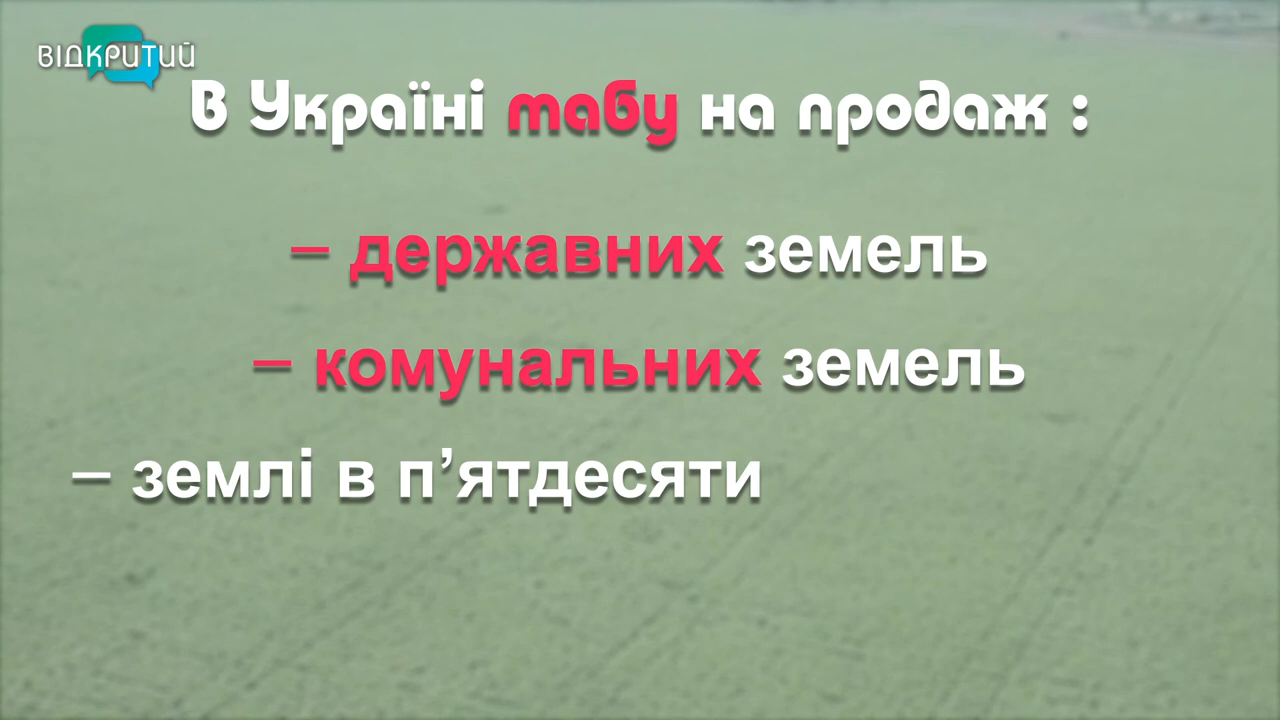 ВІДКРИТИЙ
В Україні табу на продаж :
– державних земель
– комунальних земель
– землі в п’ятдесяти